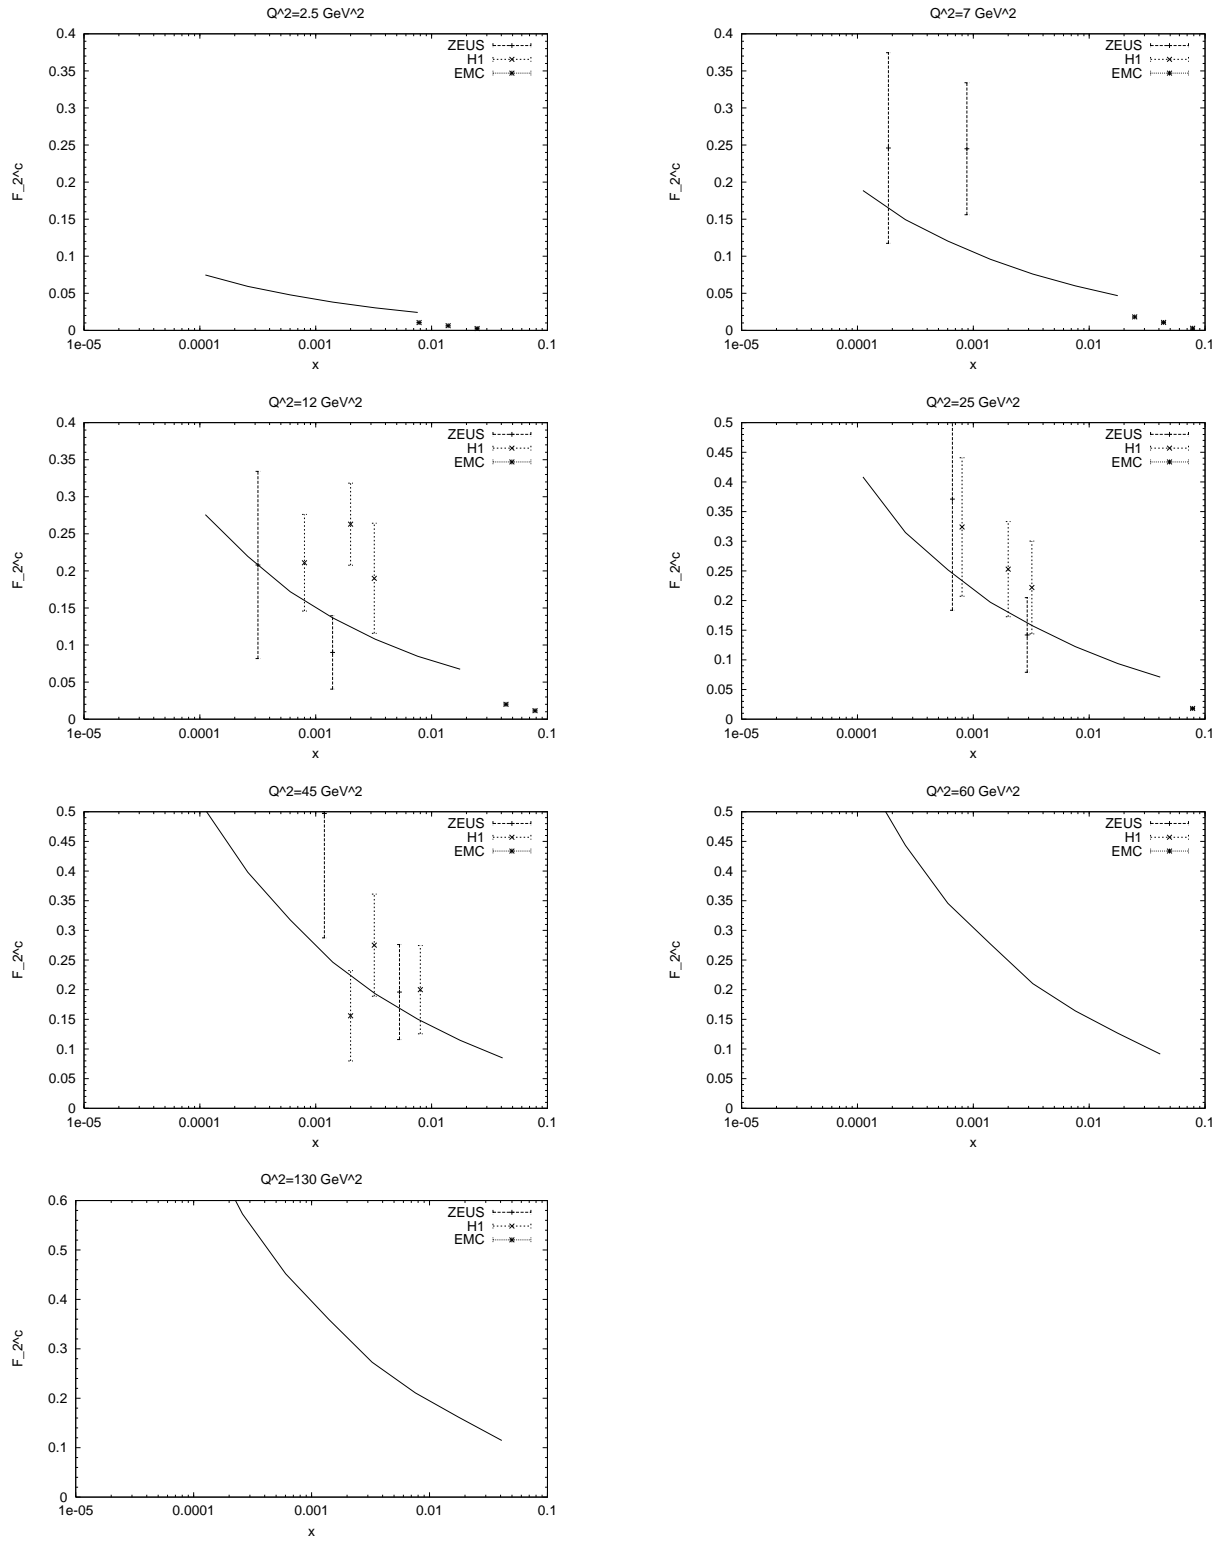 Q^2=2.5 GeV^2
0.4
0.35
0.3
0.25
0.2
0.15
0.1
0.05
0
F_2^c
ZEUS
H1
EMC
1e-05 0.0001 0.001 0.01 0.1
x
Q^2=7 GeV^2
0.4
0.35
0.3
0.25
0.2
0.15
0.1
0.05
0
F_2^c
ZEUS
H1
EMC
1e-05 0.0001 0.001 0.01 0.1
x
Q^2=12 GeV^2
0.4
0.35
0.3
0.25
0.2
0.15
0.1
0.05
0
F_2^c
ZEUS
H1
EMC
1e-05 0.0001 0.001 0.01 0.1
x
Q^2=25 GeV^2
0.5
0.45
0.4
0.35
0.3
0.25
0.2
0.15
0.1
0.05
0
F_2^c
ZEUS
H1
EMC
1e-05 0.0001 0.001 0.01 0.1
x
Q^2=45 GeV^2
0.5
0.45
0.4
0.35
0.3
0.25
0.2
0.15
0.1
0.05
0
F_2^c
ZEUS
H1
EMC
1e-05 0.0001 0.001 0.01 0.1
x
Q^2=60 GeV^2
0.5
0.45
0.4
0.35
0.3
0.25
0.2
0.15
0.1
0.05
0
F_2^c
ZEUS
H1
EMC
1e-05 0.0001 0.001 0.01 0.1
x
Q^2=130 GeV^2
0.6
0.5
0.4
0.3
0.2
0.1
0
F_2^c
ZEUS
H1
EMC
1e-05 0.0001 0.001 0.01 0.1
x